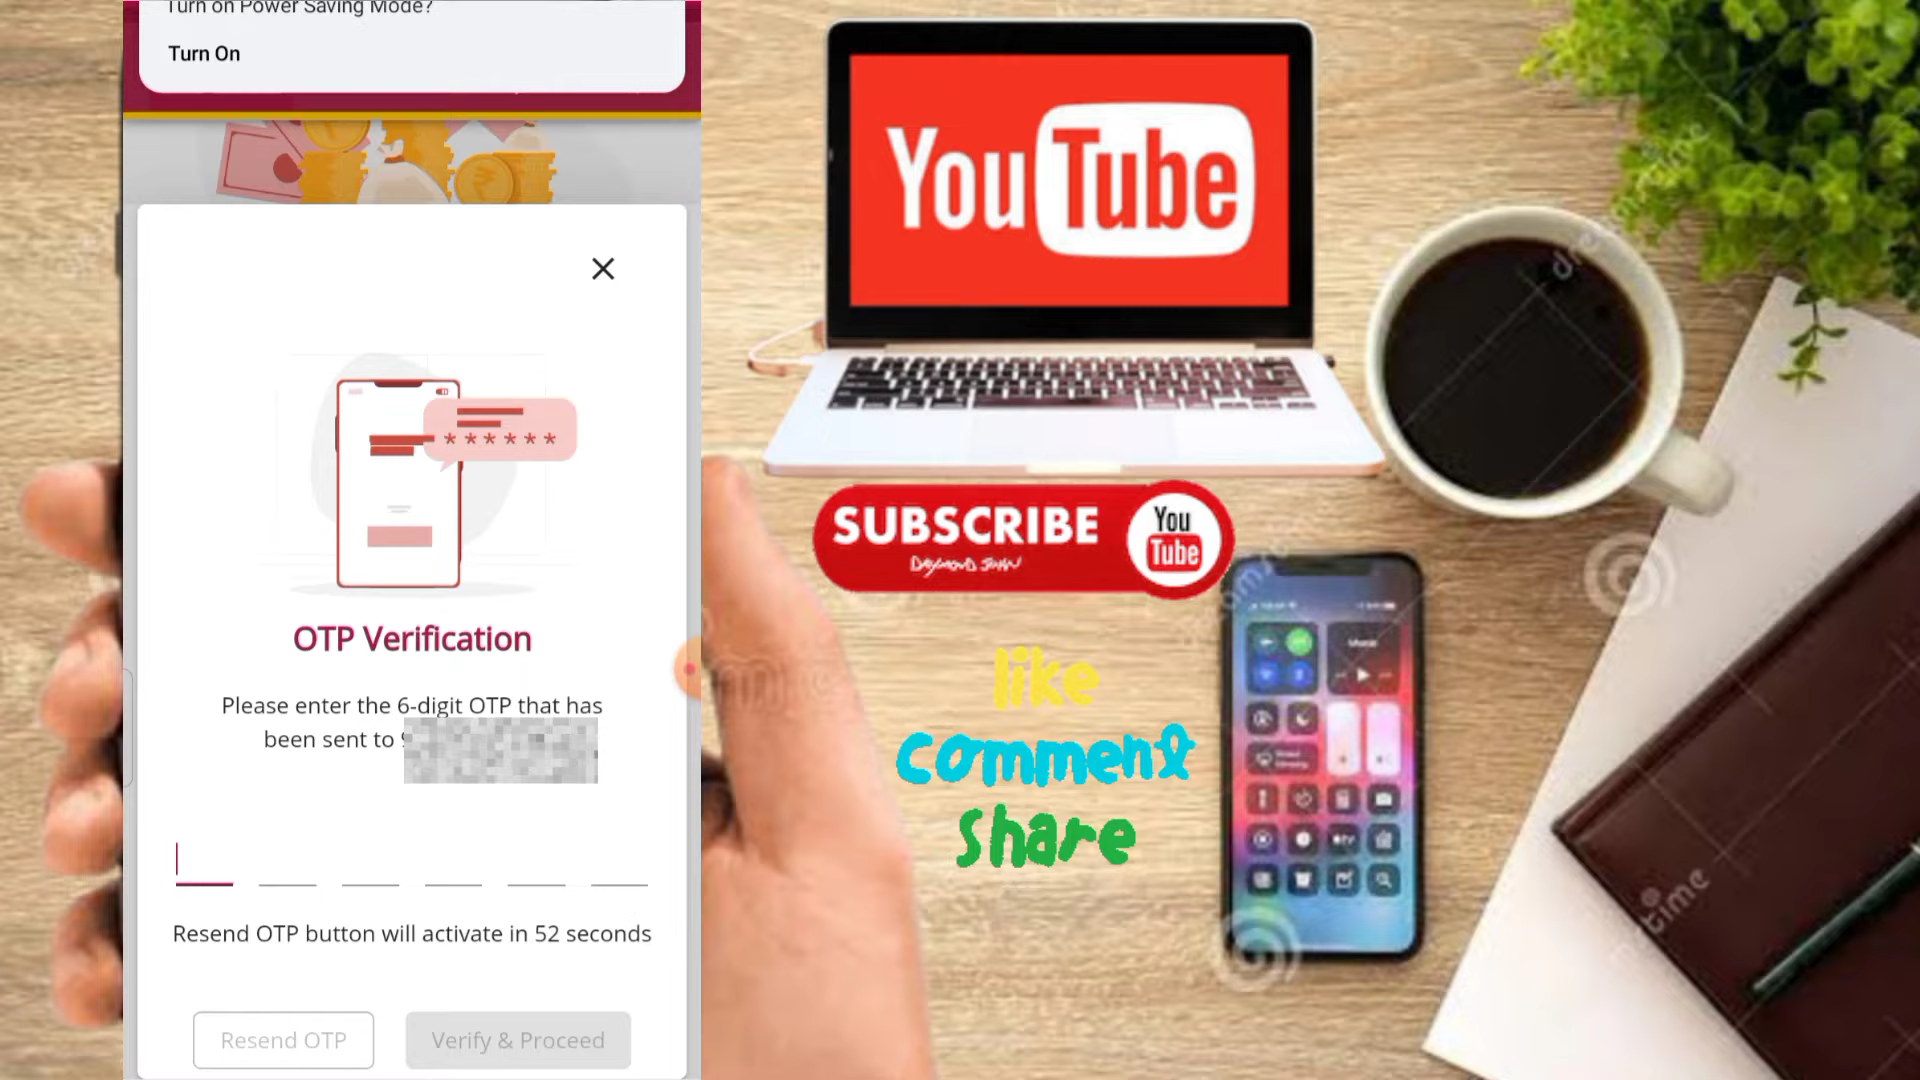 Turn on Power Saving Mode?
Turn On
OTP Verification
Please enter the 6-digit OTP that has
been sent to
Resend OTP button will activate in 52 seconds
Resend OTP
Verify & Proceed
YouTube
SUBSCRIBE
You
Tube
like
comment
share